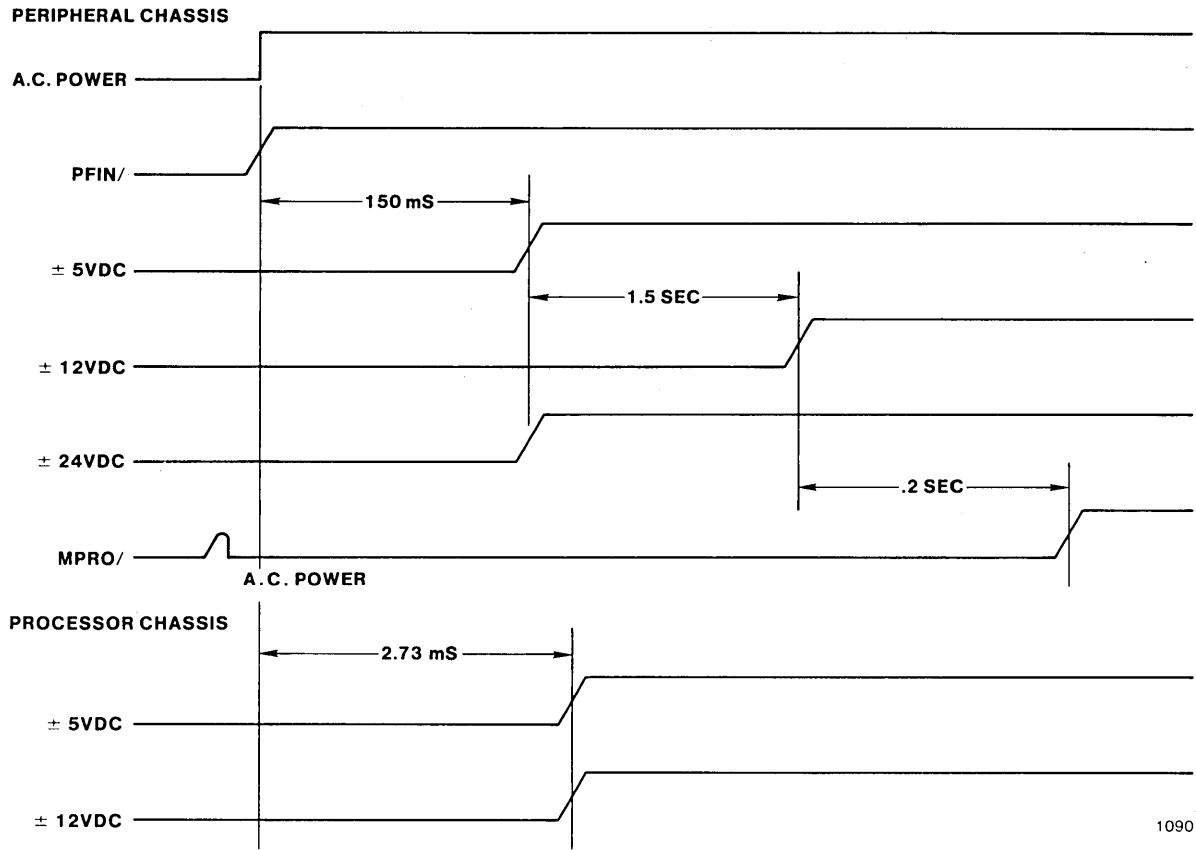 PERIPHERAL CHASSIS
A.C. POWER
PFIN/
150 mS
± 5VDC
1.5 SEC
± 12VDC
± 24VDC
.2 SEC
MPRO/
A.C. POWER
PROCESSOR CHASSIS
2.73 mS
± 5VDC
± 12VDC
1090